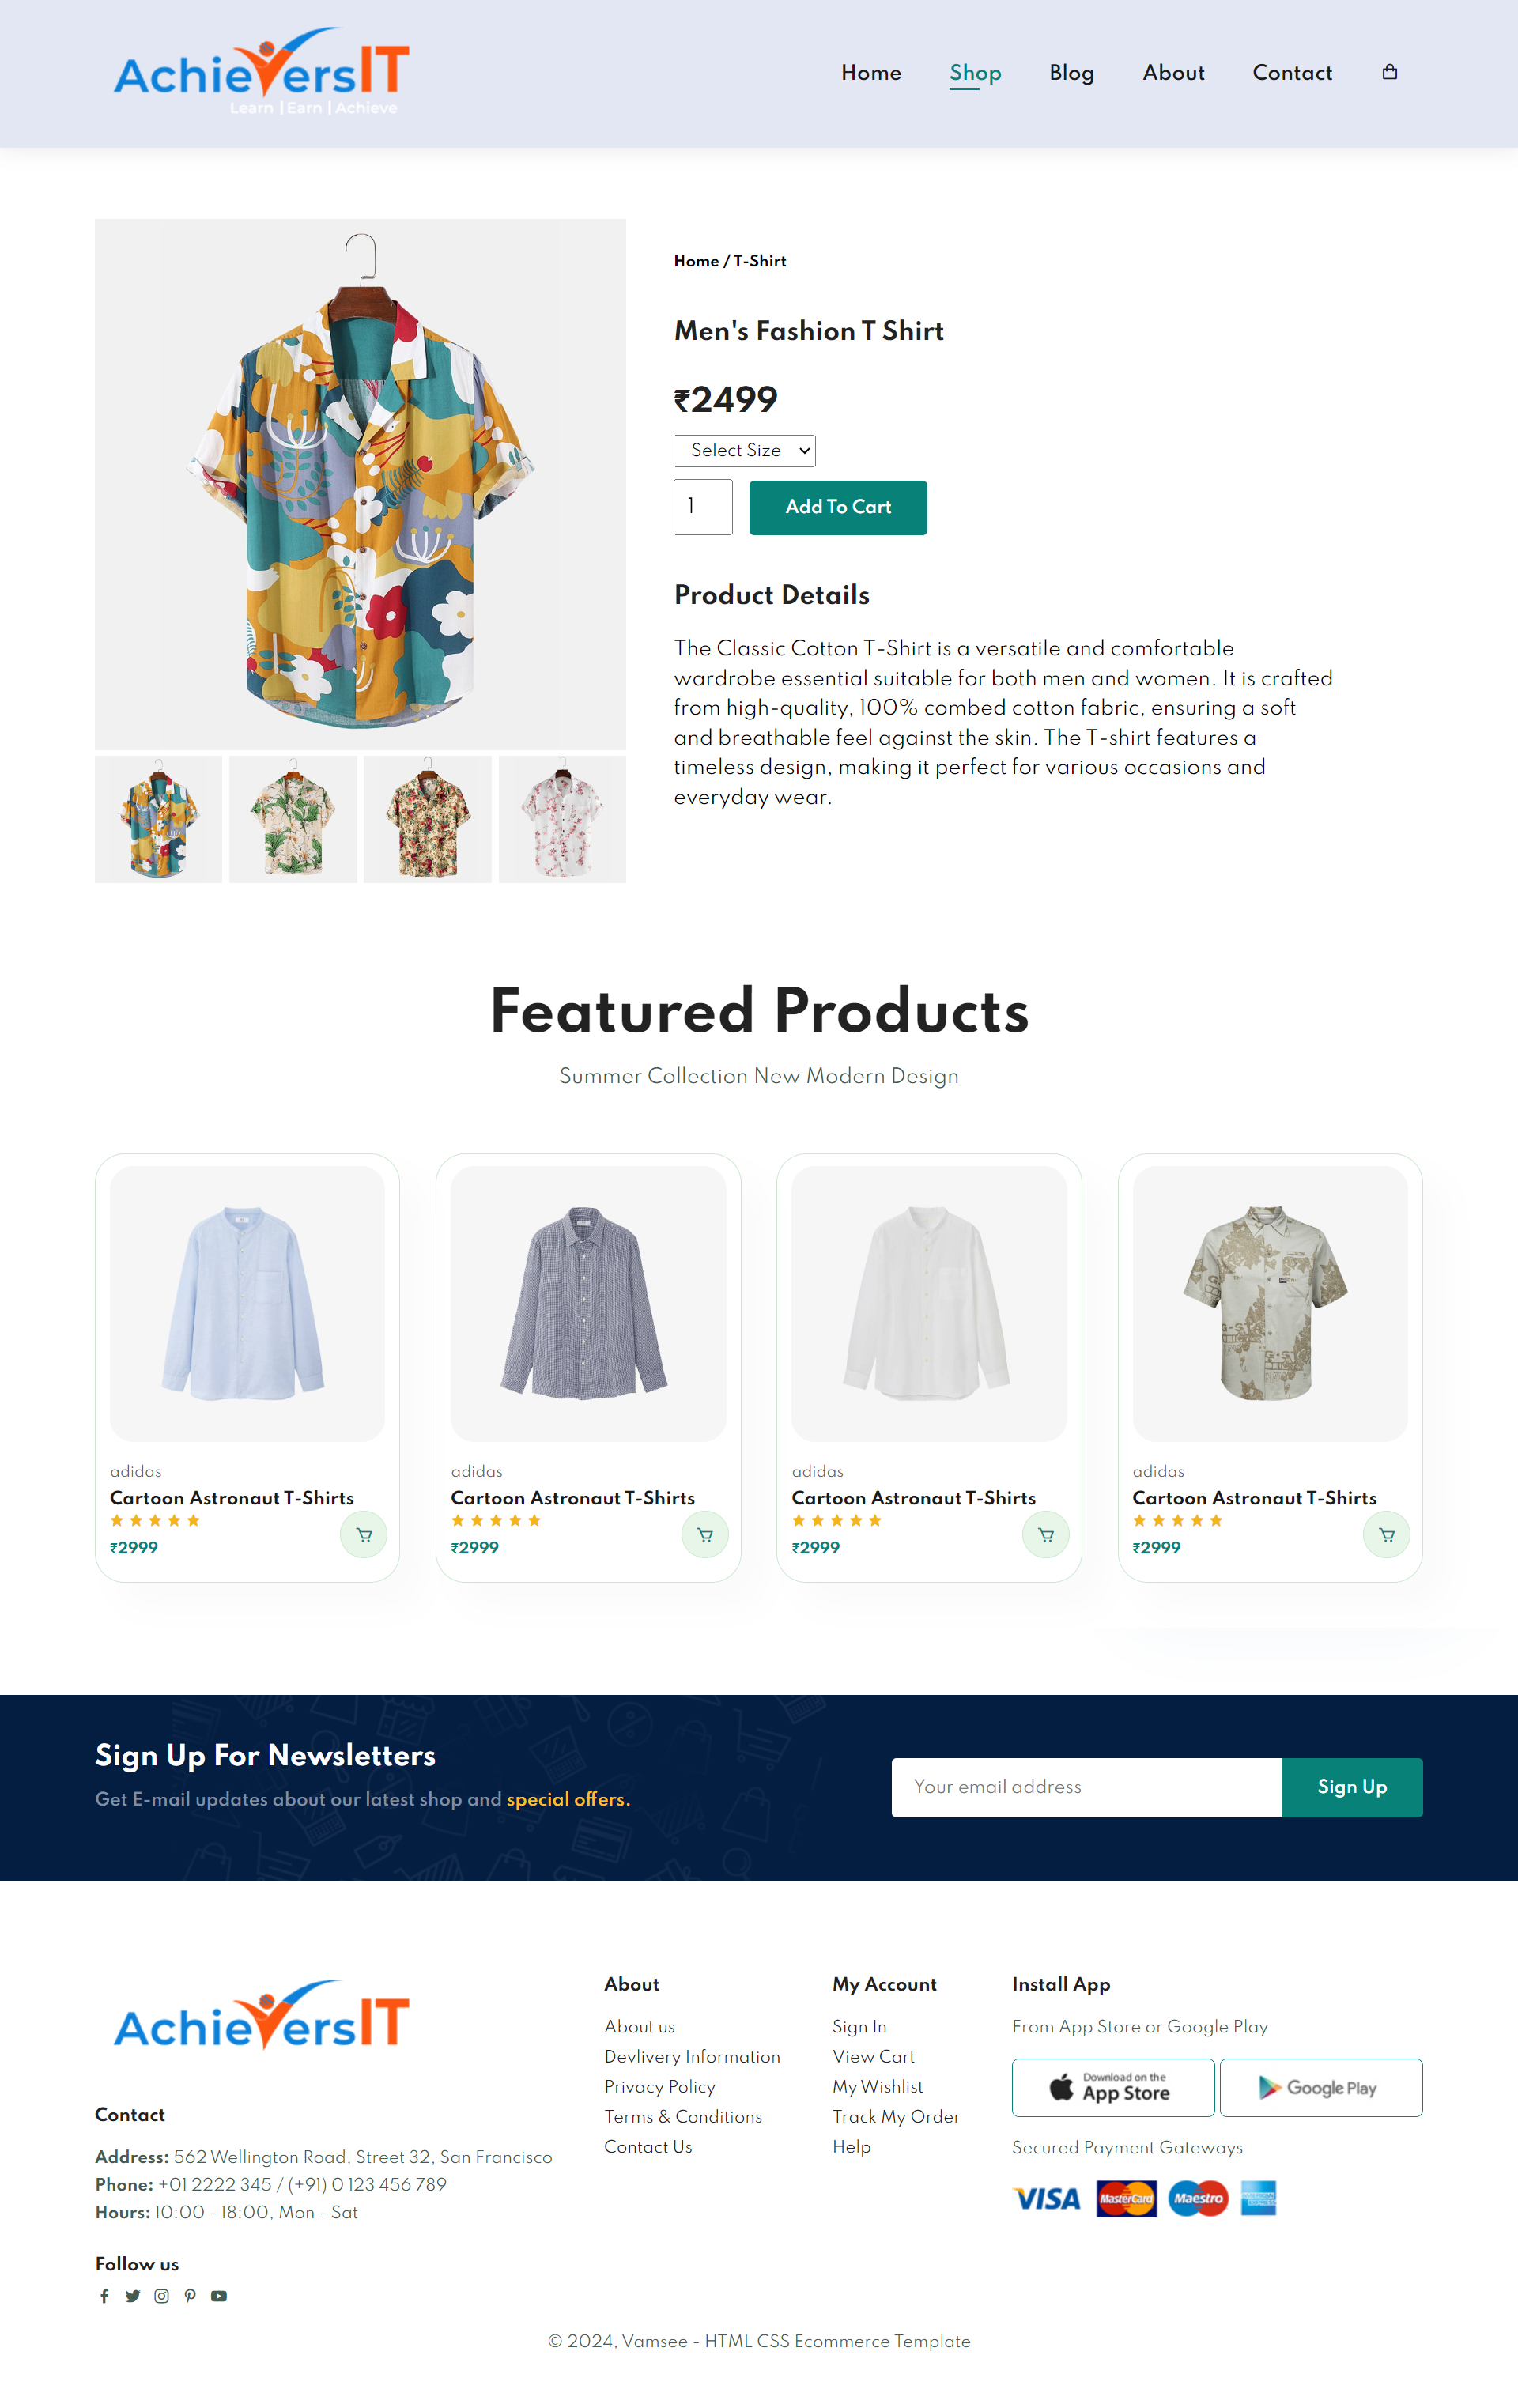 AchieversIT
Learn | Earn | Achieve
Home
Shop
Blog
About
Contact
Home / T-Shirt
Men's Fashion T Shirt
₹2499
Select Size
1
Add To Cart
Product Details
The Classic Cotton T-Shirt is a versatile and comfortable
wardrobe essential suitable for both men and women. It is crafted
from high-quality, 100% combed cotton fabric, ensuring a soft
and breathable feel against the skin. The T-shirt features a
timeless design, making it perfect for various occasions and
everyday wear.
Featured Products
Summer Collection New Modern Design
adidas
Cartoon Astronaut T-Shirts
₹2999
adidas
Cartoon Astronaut T-Shirts
₹2999
adidas
Cartoon Astronaut T-Shirts
₹2999
adidas
Cartoon Astronaut T-Shirts
₹2999
Sign Up For Newsletters
Get E-mail updates about our latest shop and special offers.
Your email address
Sign Up
AchieversIT
Contact
Address: 562 Wellington Road, Street 32, San Francisco
Phone: +01 2222 345 / (+91) 0 123 456 789
Hours: 10:00 - 18:00, Mon - Sat
Follow us
About
About us
Devlivery Information
Privacy Policy
Terms & Conditions
Contact Us
My Account
Sign In
View Cart
My Wishlist
Track My Order
Help
Install App
From App Store or Google Play
Download on the
App Store
Google Play
Secured Payment Gateways
VISA
MasterCard
Maestro
AMERICAN
EXPRESS
© 2024, Vamsee - HTML CSS Ecommerce Template